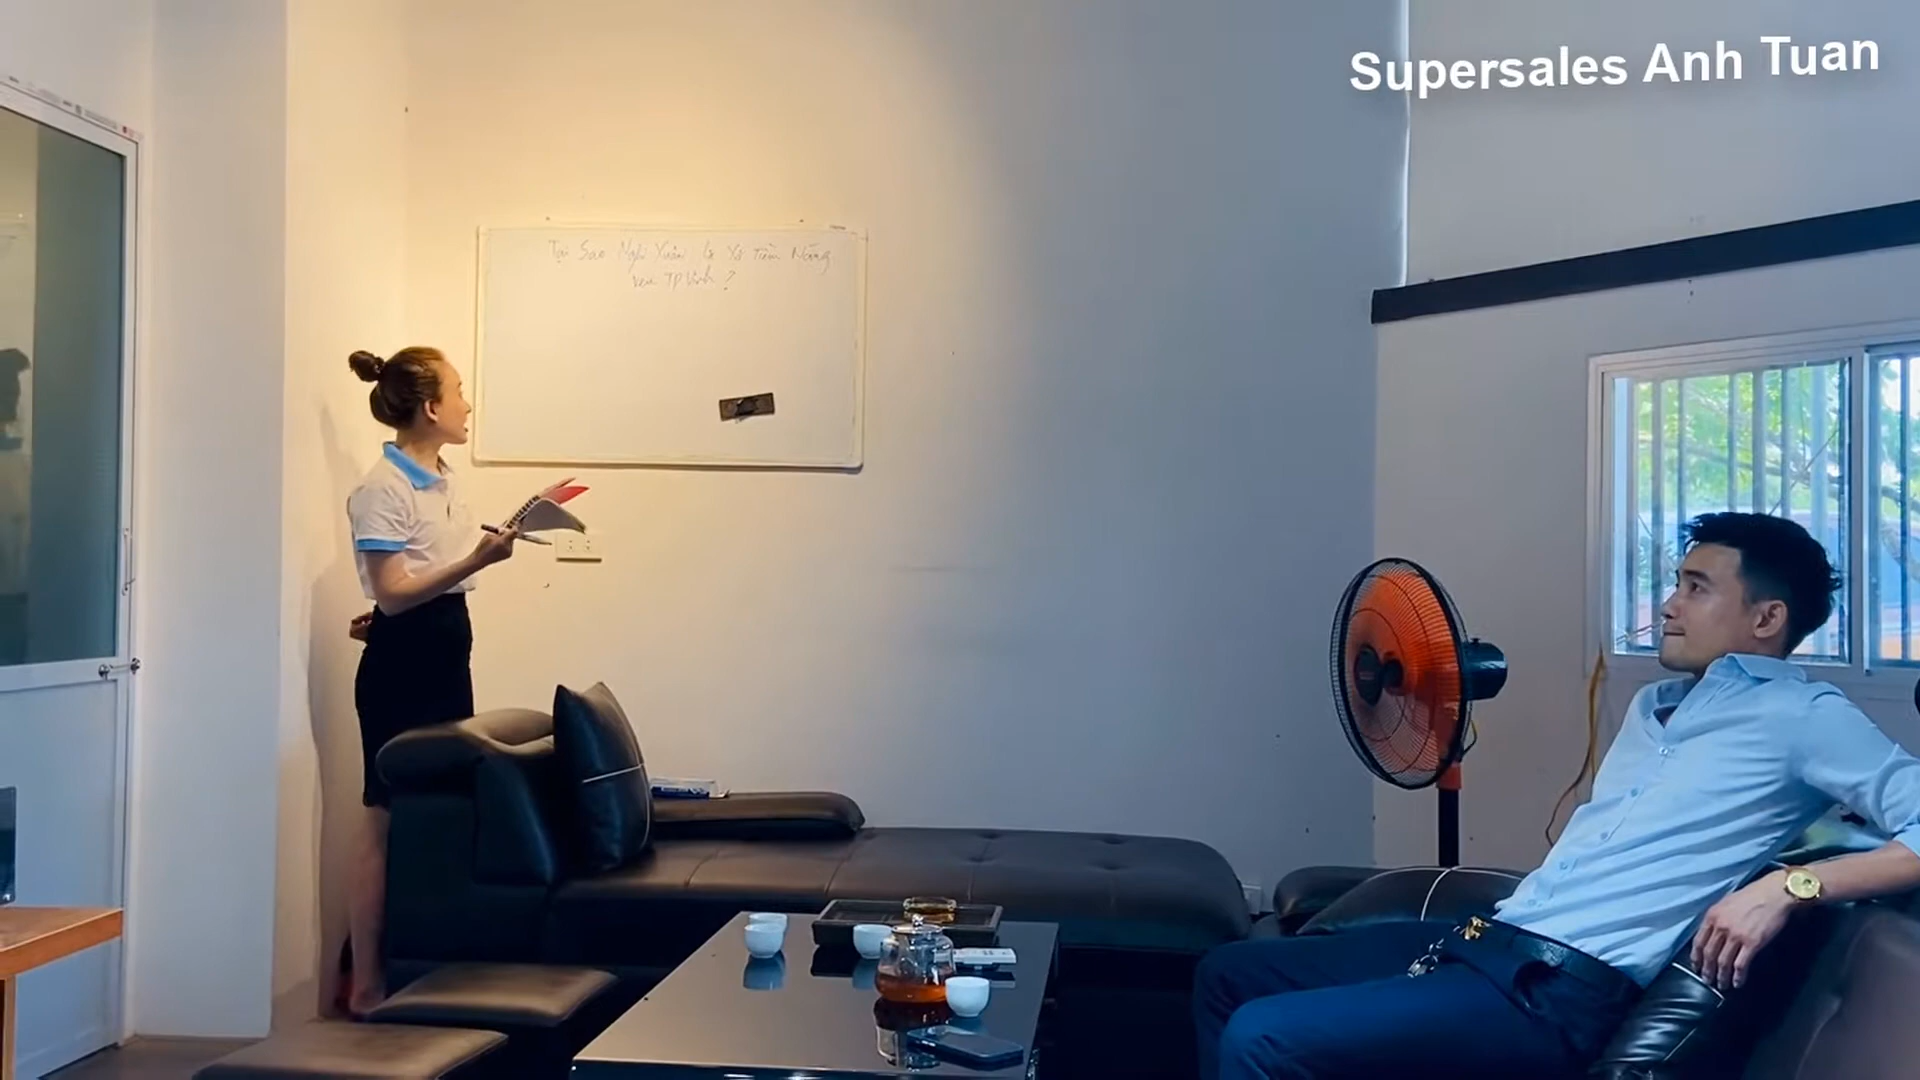 Supersales Anh Tuan
Tại Sao Nghi Xuân là Xã Tiềm Năng
ven TP Vinh ?